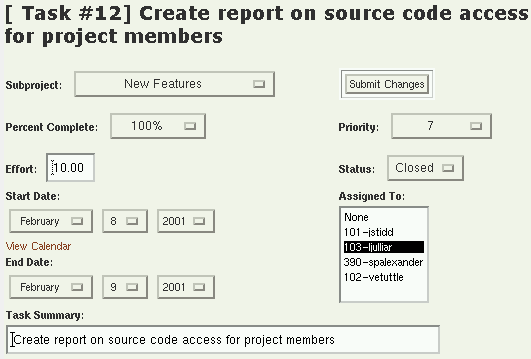 [ Task #12] Create report on source code access
for project members
Subproject: New Features Submit Changes
Percent Complete: 100% Priority: 7
Effort: 10.00 Status: Closed
Start Date: Assigned To:
February 8 2001
None
101-jstidd
View Calendar 103-ljulliar
End Date: 390-spalexander
102-vetuttle
February 9 2001
Task Summary:
Create report on source code access for project members